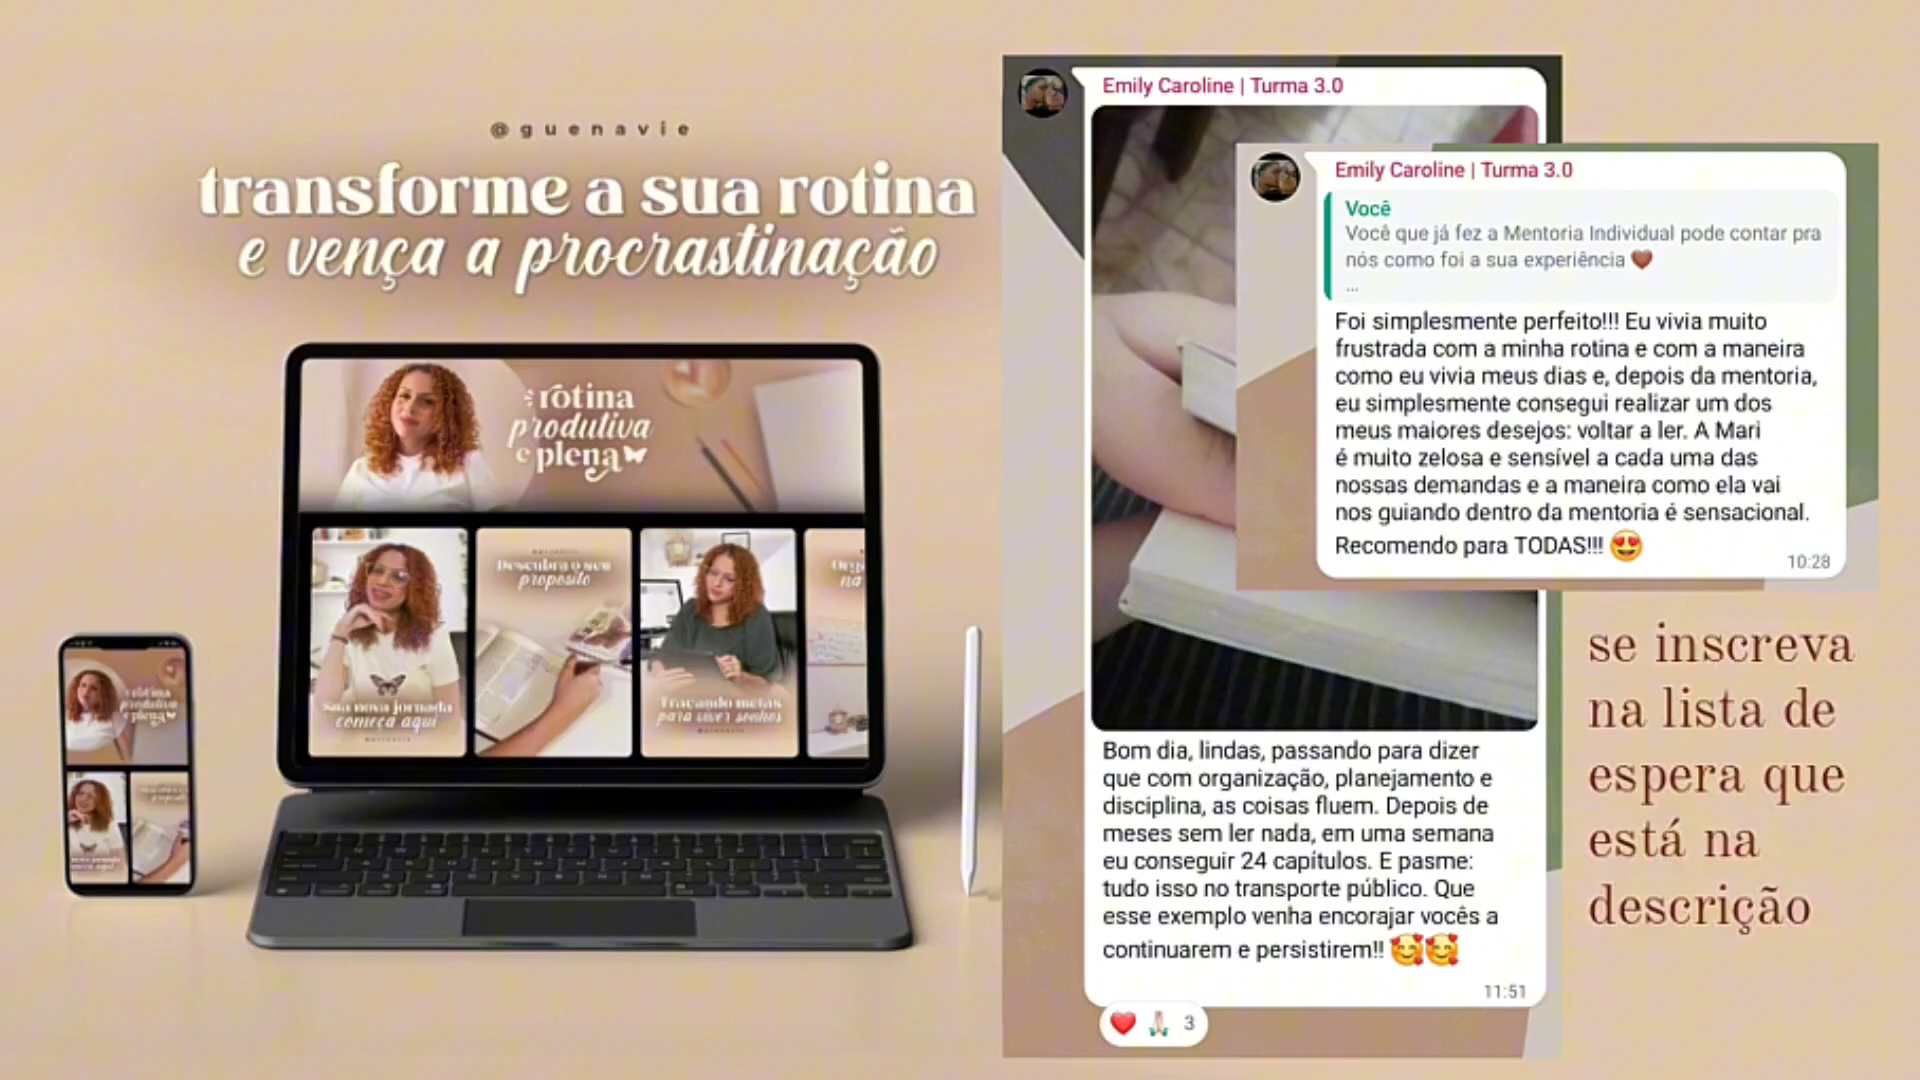 @guenavie
transforme a sua rotina
e vença a procrastinação
rotina
produtiva
e plena
Descubra o seu
propósito
Sua nova jornada
começa aqui
Traçando metas
para viver sonhos
na
rotina
produtiva
e plena
Emily Caroline | Turma 3.0
Emily Caroline | Turma 3.0
Você
Você que já fez a Mentoria Individual pode contar pra
nós como foi a sua experiência 🤎
...
Foi simplesmente perfeito!!! Eu vivia muito
frustrada com a minha rotina e com a maneira
como eu vivia meus dias e, depois da mentoria,
eu simplesmente consegui realizar um dos
meus maiores desejos: voltar a ler. A Mari
é muito zelosa e sensível a cada uma das
nossas demandas e a maneira como ela vai
nos guiando dentro da mentoria é sensacional.
Recomendo para TODAS!!! 😍
10:28
Bom dia, lindas, passando para dizer
que com organização, planejamento e
disciplina, as coisas fluem. Depois de
meses sem ler nada, em uma semana
eu conseguir 24 capítulos. E pasme:
tudo isso no transporte público. Que
esse exemplo venha encorajar vocês a
continuarem e persistirem!! 🥰🥰
11:51
❤️ 🙏🏻 3
se inscreva
na lista de
espera que
está na
descrição